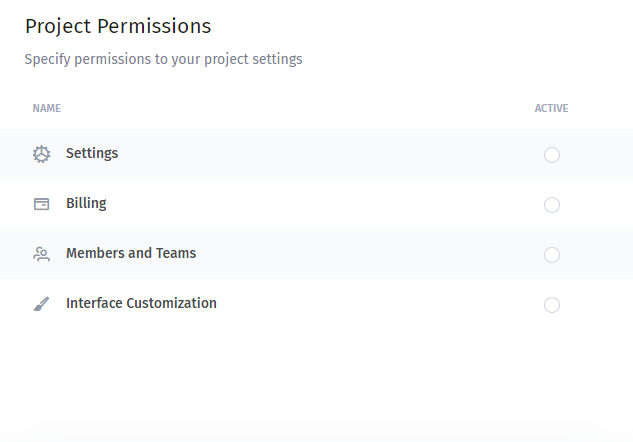 Project Permissions
Specify permissions to your project settings
NAME ACTIVE
Settings
Billing
Members and Teams
Interface Customization